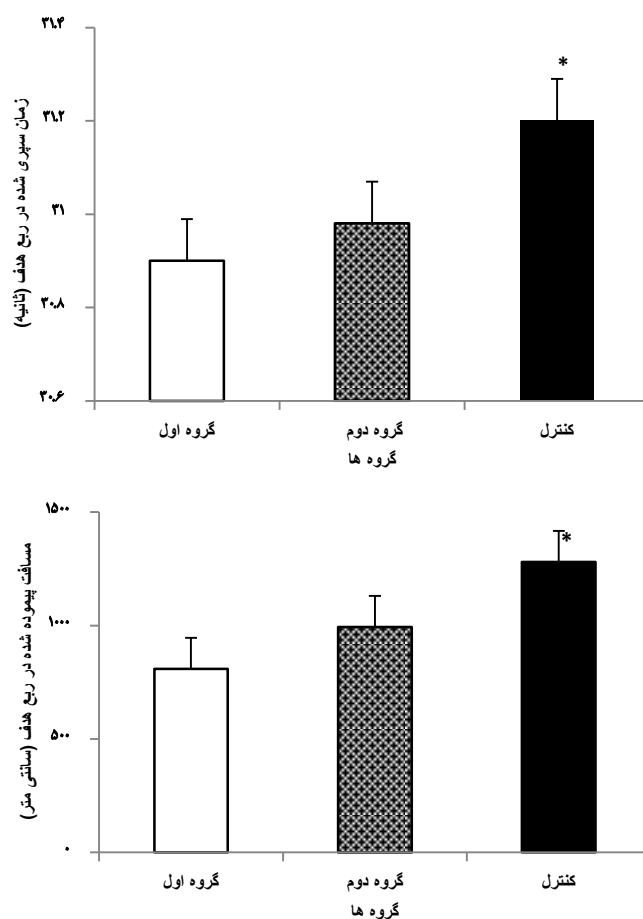 ۳۱.۴
۳۱.۲
۳۱
۳۰.۸
۳۰.۶
زمان سپری شده در ربع هدف (ثانیه)
*
گروه اول
گروه دوم
کنترل
گروه ها
۱۵۰۰
۱۰۰۰
۵۰۰
۰
مسافت پیموده شده در ربع هدف (سانتی متر)
*
گروه اول
گروه دوم
کنترل
گروه ها